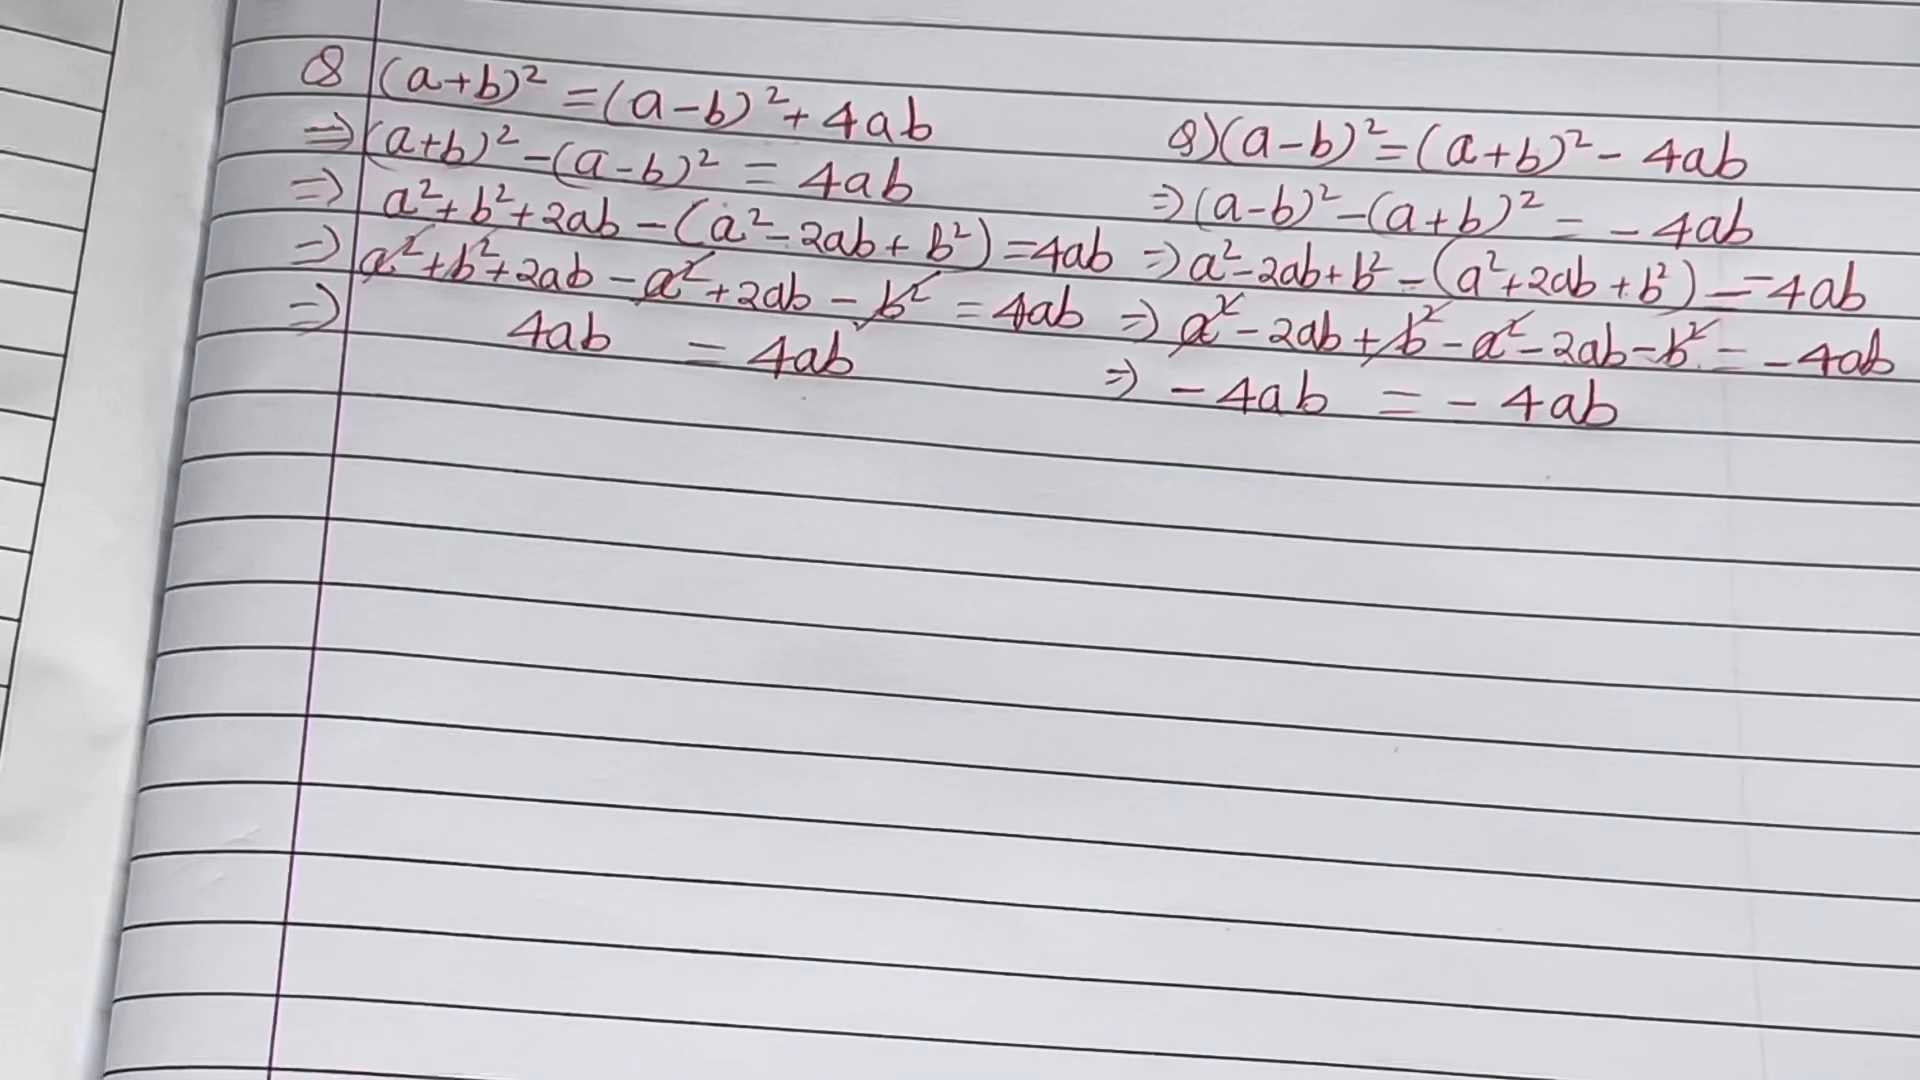 Q (a+b)² = (a-b)² + 4ab
⇒ (a+b)² - (a-b)² = 4ab
⇒ a² + b² + 2ab - (a² - 2ab + b²) = 4ab
⇒ a² + b² + 2ab - a² + 2ab - b² = 4ab
⇒ 4ab = 4ab
Q) (a-b)² = (a+b)² - 4ab
⇒ (a-b)² - (a+b)² = - 4ab
⇒ a² - 2ab + b² - (a² + 2ab + b²) = -4ab
⇒ a² - 2ab + b² - a² - 2ab - b² = - 4ab
⇒ - 4ab = - 4ab